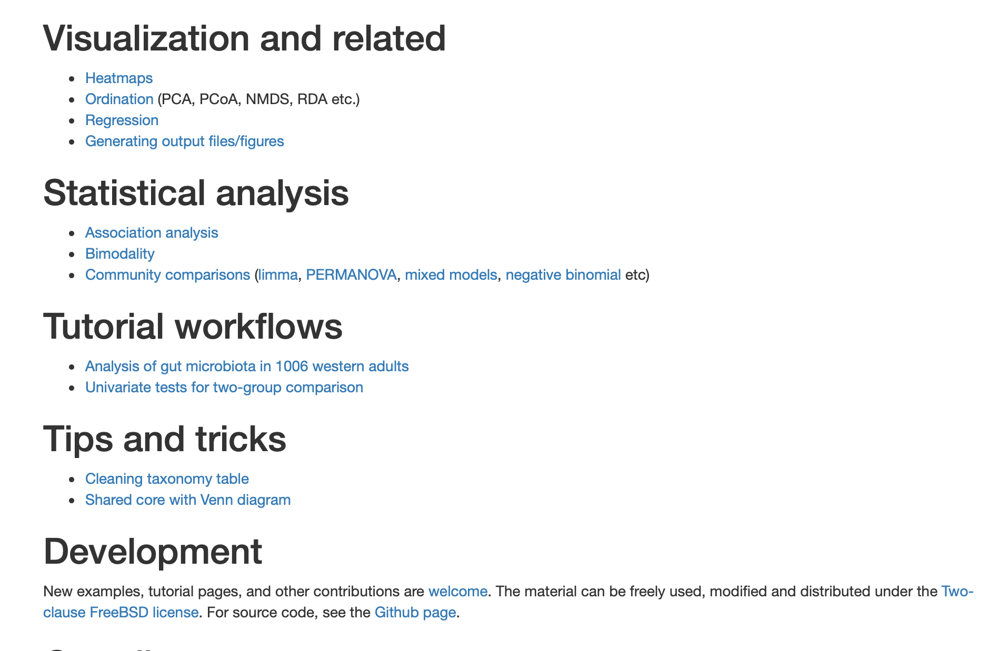 Visualization and related
Heatmaps
Ordination (PCA, PCoA, NMDS, RDA etc.)
Regression
Generating output files/figures
Statistical analysis
Association analysis
Bimodality
Community comparisons (limma, PERMANOVA, mixed models, negative binomial etc)
Tutorial workflows
Analysis of gut microbiota in 1006 western adults
Univariate tests for two-group comparison
Tips and tricks
Cleaning taxonomy table
Shared core with Venn diagram
Development
New examples, tutorial pages, and other contributions are welcome. The material can be freely used, modified and distributed under the Two-
clause FreeBSD license. For source code, see the Github page.